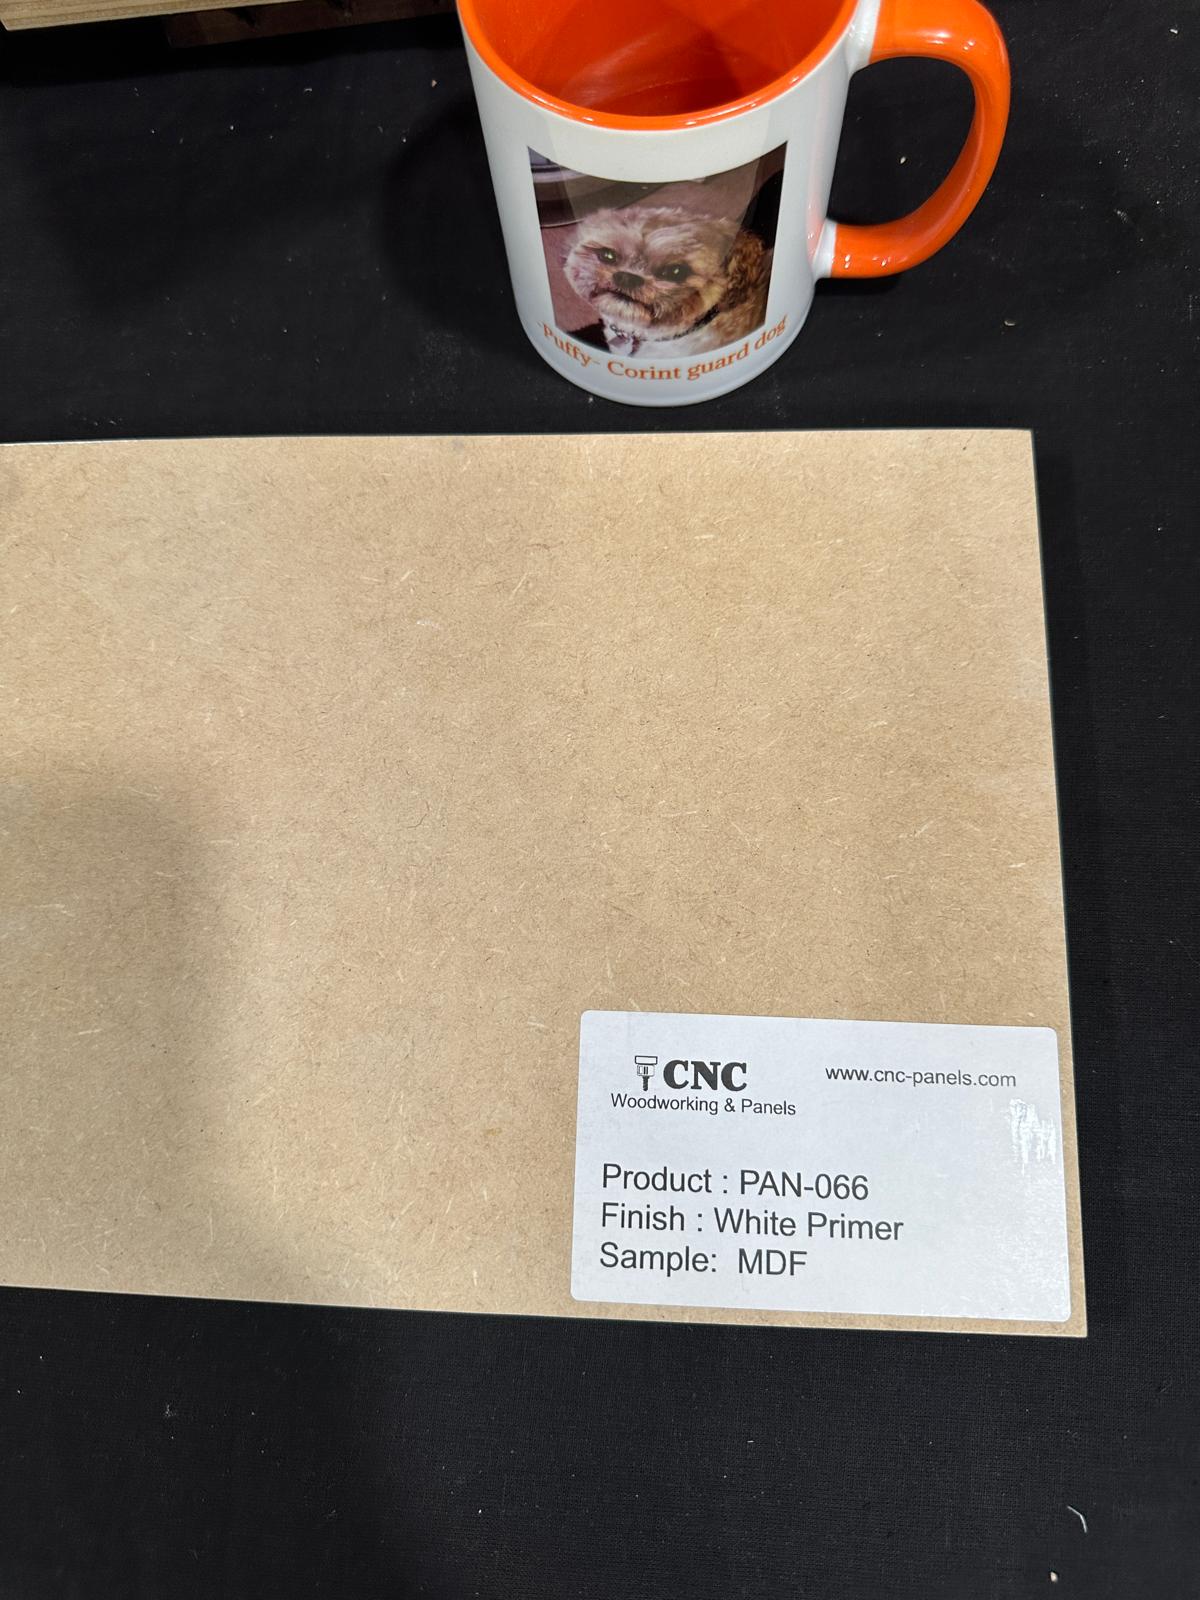 -Puffy- Corint guard dog
CNC
Woodworking & Panels
www.cnc-panels.com
Product : PAN-066
Finish : White Primer
Sample: MDF